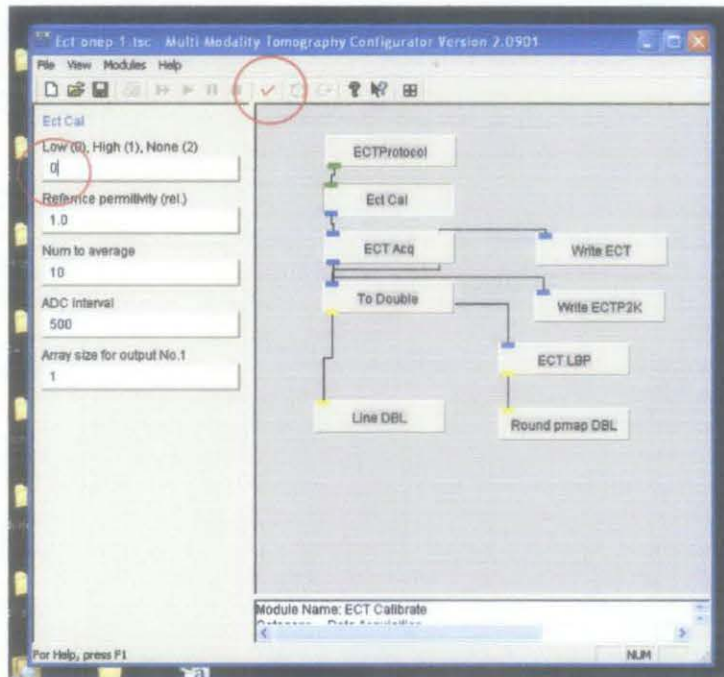 Ect onep 1.tsc Multi Modality Tomography Configurator Version 2.0901
File View Modules Help
Ect Cal
Low (0), High (1), None (2)
0
Reference permitivity (rel.)
1.0
Num to average
10
ADC Interval
500
Array size for output No.1
1
ECTProtocol
Ect Cal
ECT Acq
Write ECT
To Double
Write ECTP2K
ECT LBP
Line DBL
Round pmap DBL
Module Name: ECT Calibrate
For Help, press F1
NUM